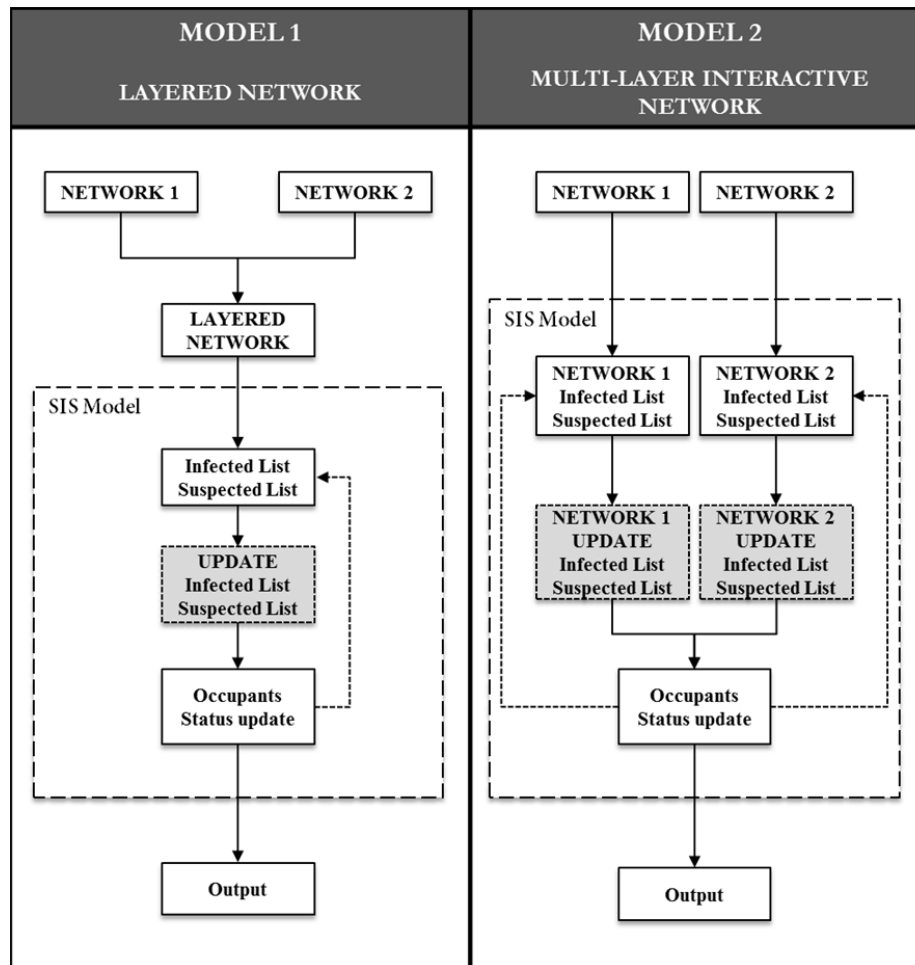 MODEL 1
LAYERED NETWORK
NETWORK 1
NETWORK 2
LAYERED
NETWORK
SIS Model
Infected List
Suspected List
UPDATE
Infected List
Suspected List
Occupants
Status update
Output
MODEL 2
MULTI-LAYER INTERACTIVE
NETWORK
NETWORK 1
NETWORK 2
SIS Model
NETWORK 1
Infected List
Suspected List
NETWORK 2
Infected List
Suspected List
NETWORK 1
UPDATE
Infected List
Suspected List
NETWORK 2
UPDATE
Infected List
Suspected List
Occupants
Status update
Output